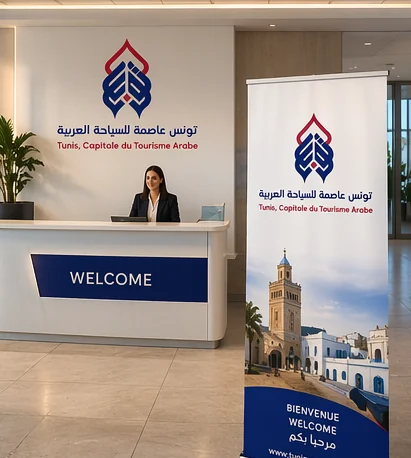 تونس عاصمة للسياحة العربية
Tunis, Capitale du Tourisme Arabe
WELCOME
تونس عاصمة للسياحة العربية
Tunis, Capitale du Tourisme Arabe
BIENVENUE
WELCOME
مرحبا بكم